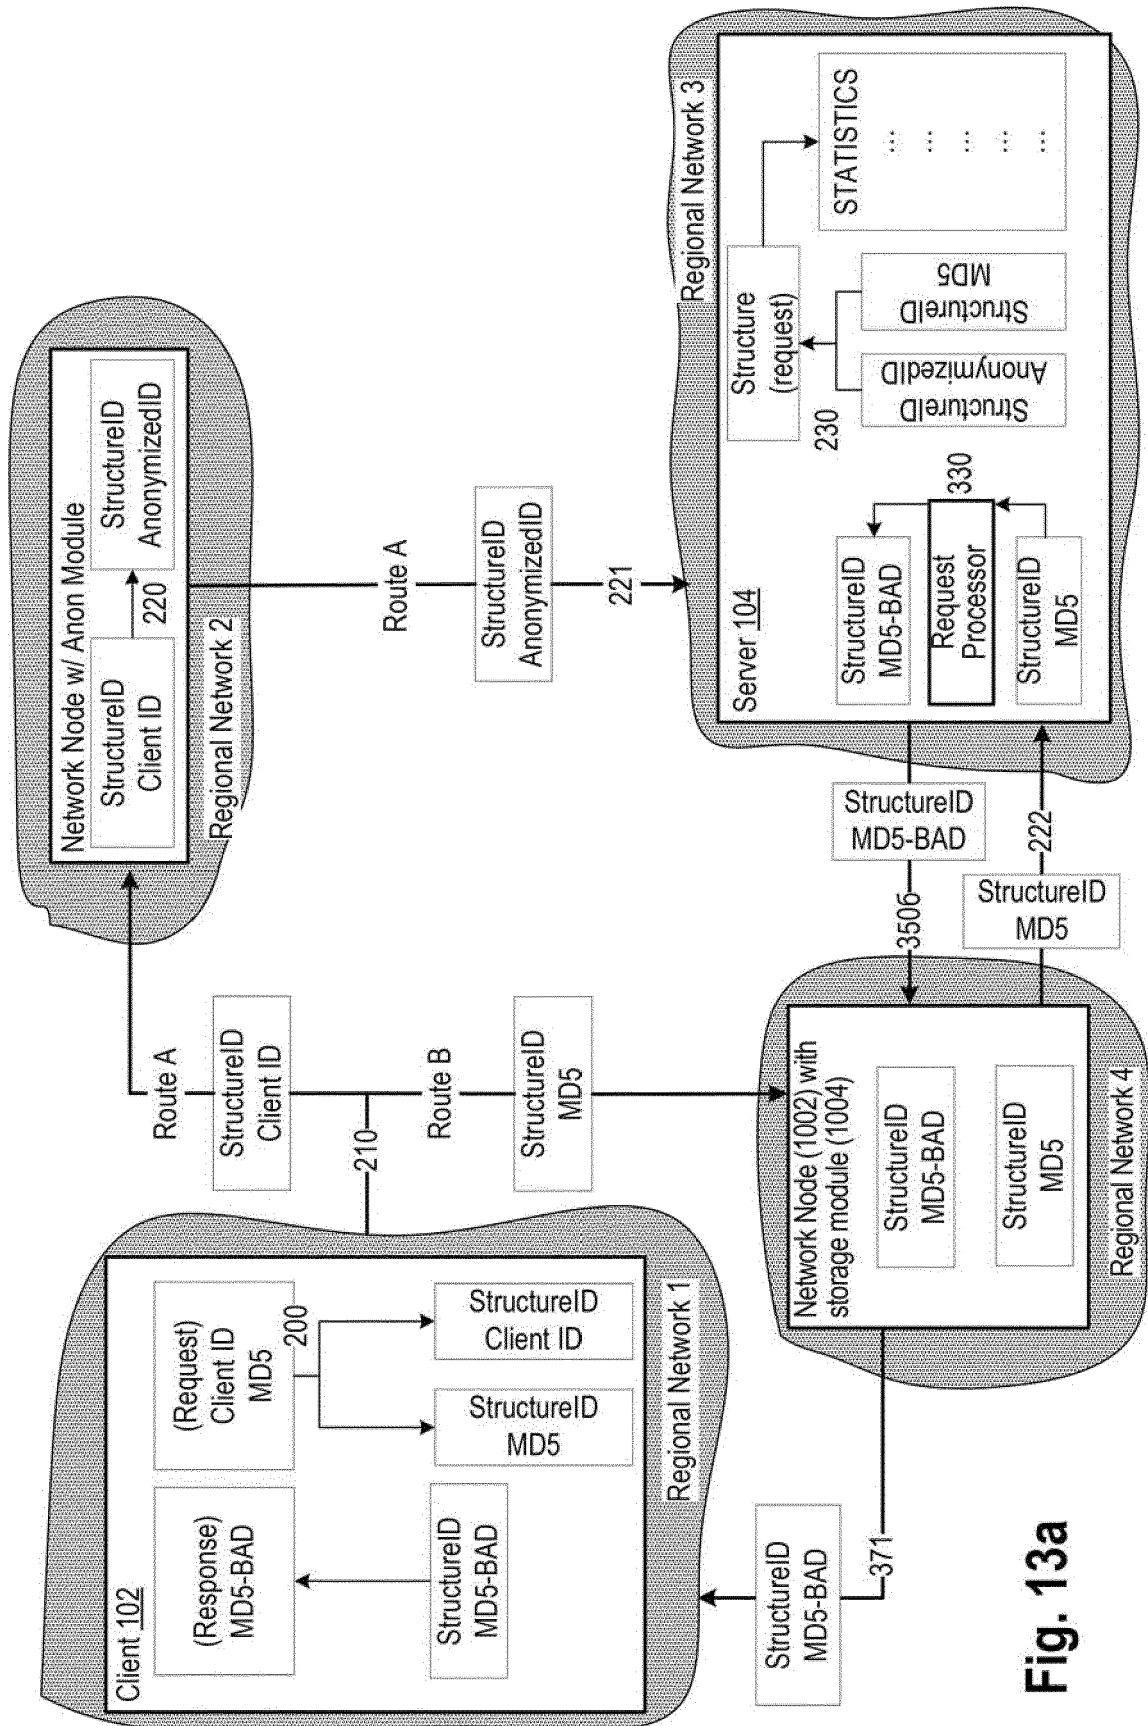 Client 102
(Response)
MD5-BAD
(Request)
Client ID
MD5
200
StructureID
MD5-BAD
StructureID
MD5
StructureID
Client ID
Regional Network 1
210
Route A
StructureID
Client ID
Route B
StructureID
MD5
Network Node w/ Anon Module
StructureID
Client ID
220
StructureID
AnonymizedID
Regional Network 2
Route A
StructureID
AnonymizedID
221
Network Node (1002) with
storage module (1004)
StructureID
MD5-BAD
StructureID
MD5
Regional Network 4
371
StructureID
MD5-BAD
3506
StructureID
MD5-BAD
StructureID
MD5
222
Regional Network 3
Server 104
StructureID
MD5-BAD
Request
Processor
330
StructureID
MD5
230
Structure
(request)
StructureID
AnonymizedID
StructureID
MD5
STATISTICS
...
...
...
...
...
Fig. 13a